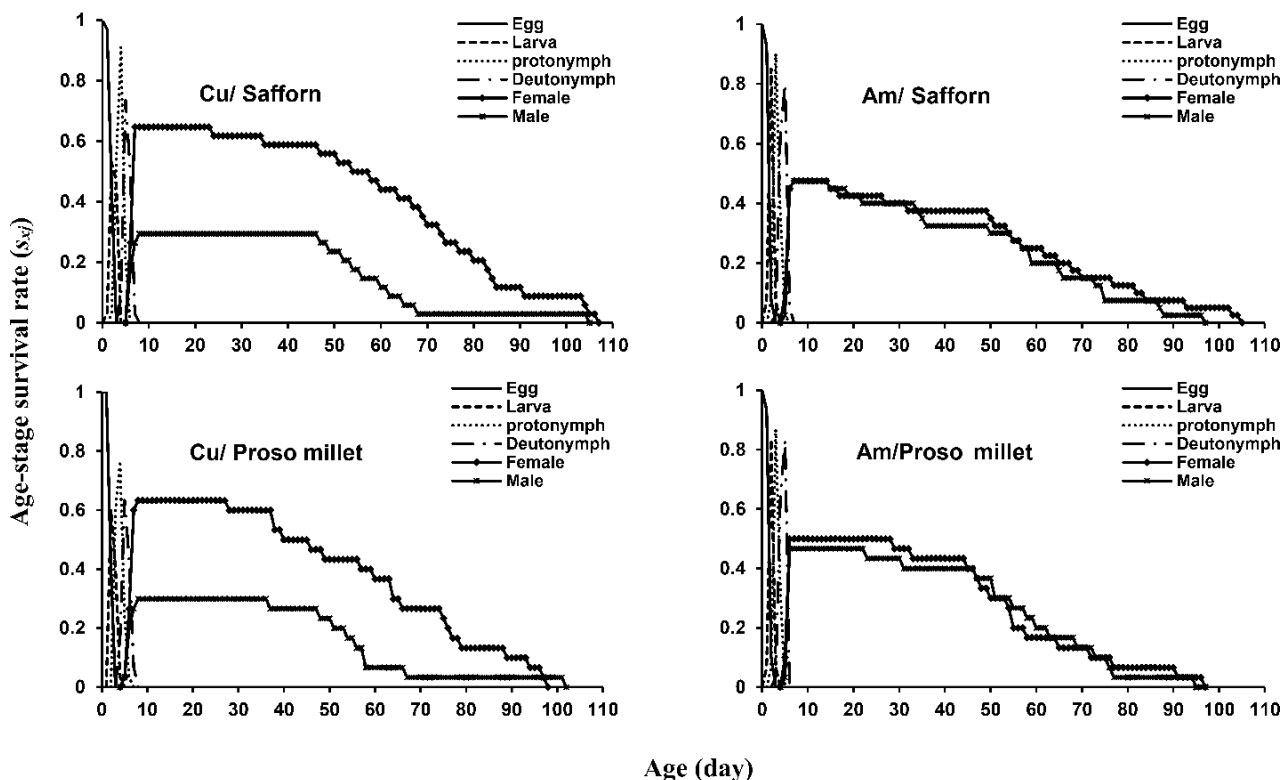 Age-stage survival rate (sxj)
1
0.8
0.6
0.4
0.2
0
Cu/ Safforn
Egg
Larva
protonymph
Deutonymph
Female
Male
0 10 20 30 40 50 60 70 80 90 100 110
1
0.8
0.6
0.4
0.2
0
Am/ Safforn
Egg
Larva
protonymph
Deutonymph
Female
Male
0 10 20 30 40 50 60 70 80 90 100 110
1
0.8
0.6
0.4
0.2
0
Cu/ Proso millet
Egg
Larva
protonymph
Deutonymph
Female
Male
0 10 20 30 40 50 60 70 80 90 100 110
1
0.8
0.6
0.4
0.2
0
Am/Proso millet
Egg
Larva
protonymph
Deutonymph
Female
Male
0 10 20 30 40 50 60 70 80 90 100 110
Age (day)